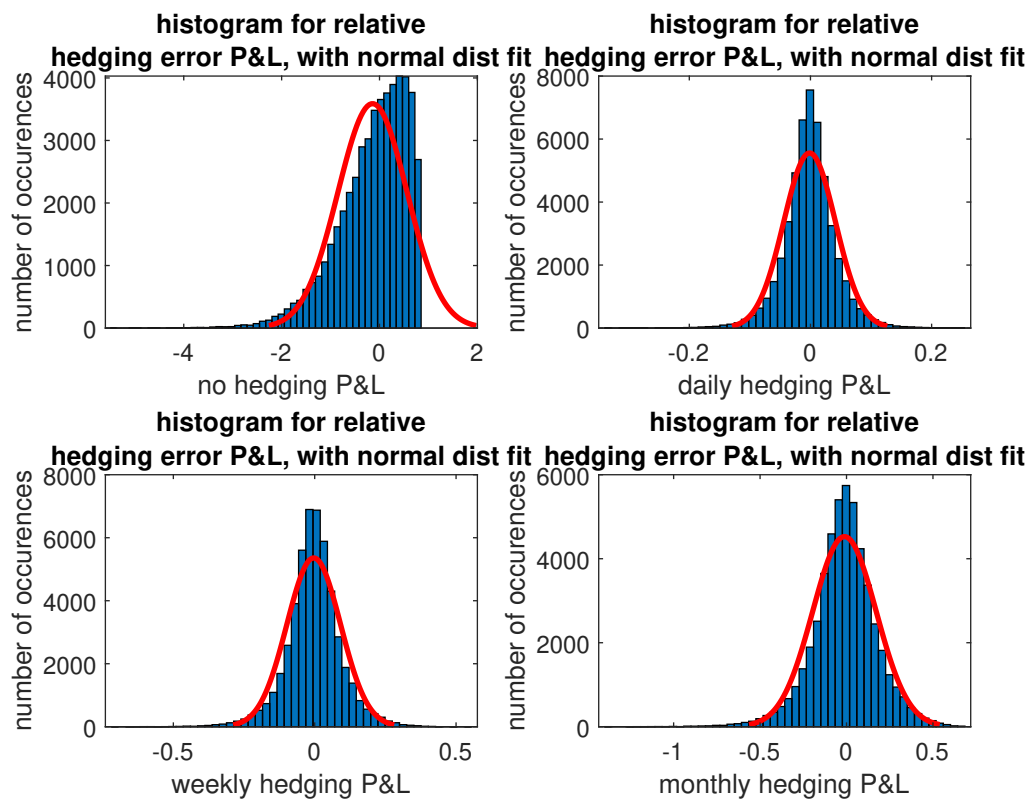 histogram for relative
hedging error P&L, with normal dist fit
number of occurences
4000
3000
2000
1000
0
-4
-2
0
2
no hedging P&L
histogram for relative
hedging error P&L, with normal dist fit
number of occurences
8000
6000
4000
2000
0
-0.2
0
0.2
daily hedging P&L
histogram for relative
hedging error P&L, with normal dist fit
number of occurences
8000
6000
4000
2000
0
-0.5
0
0.5
weekly hedging P&L
histogram for relative
hedging error P&L, with normal dist fit
number of occurences
6000
4000
2000
0
-1
-0.5
0
0.5
monthly hedging P&L